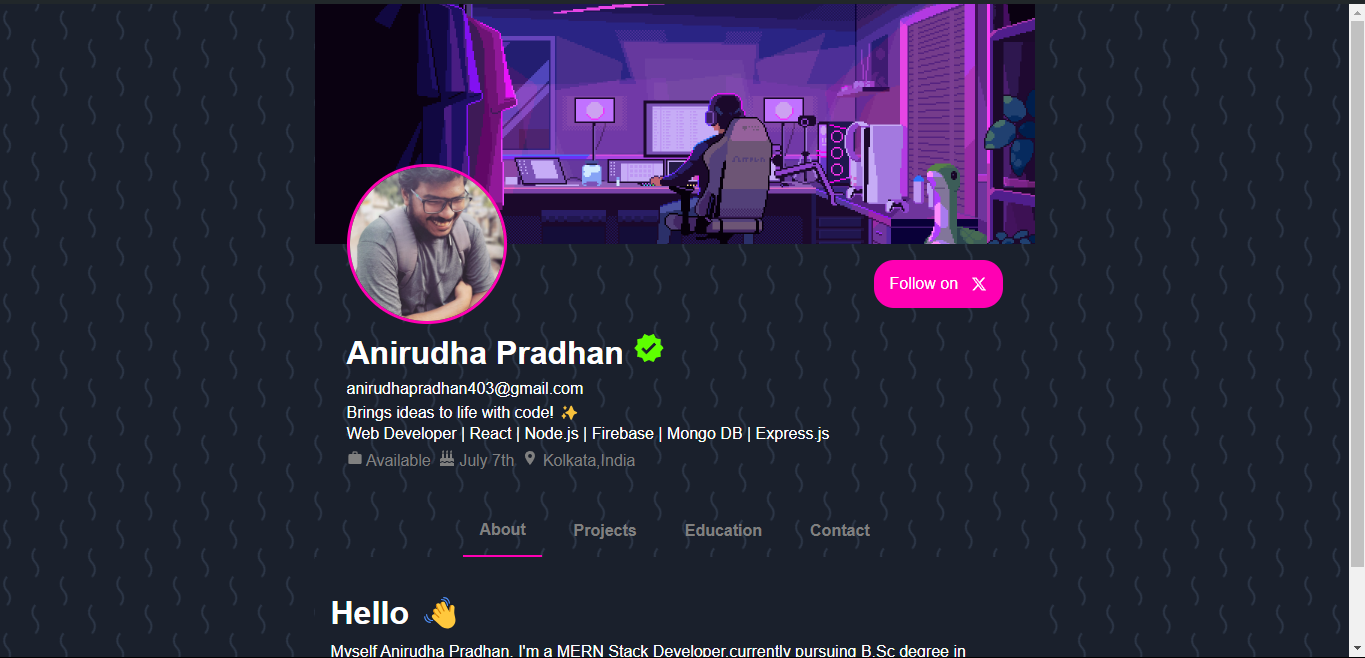 Follow on X
Anirudha Pradhan
anirudhapradhan403@gmail.com
Brings ideas to life with code! ✨
Web Developer | React | Node.js | Firebase | Mongo DB | Express.js
Available July 7th Kolkata,India
About Projects Education Contact
Hello 👋
Myself Anirudha Pradhan. I'm a MERN Stack Developer,currently pursuing B.Sc degree in